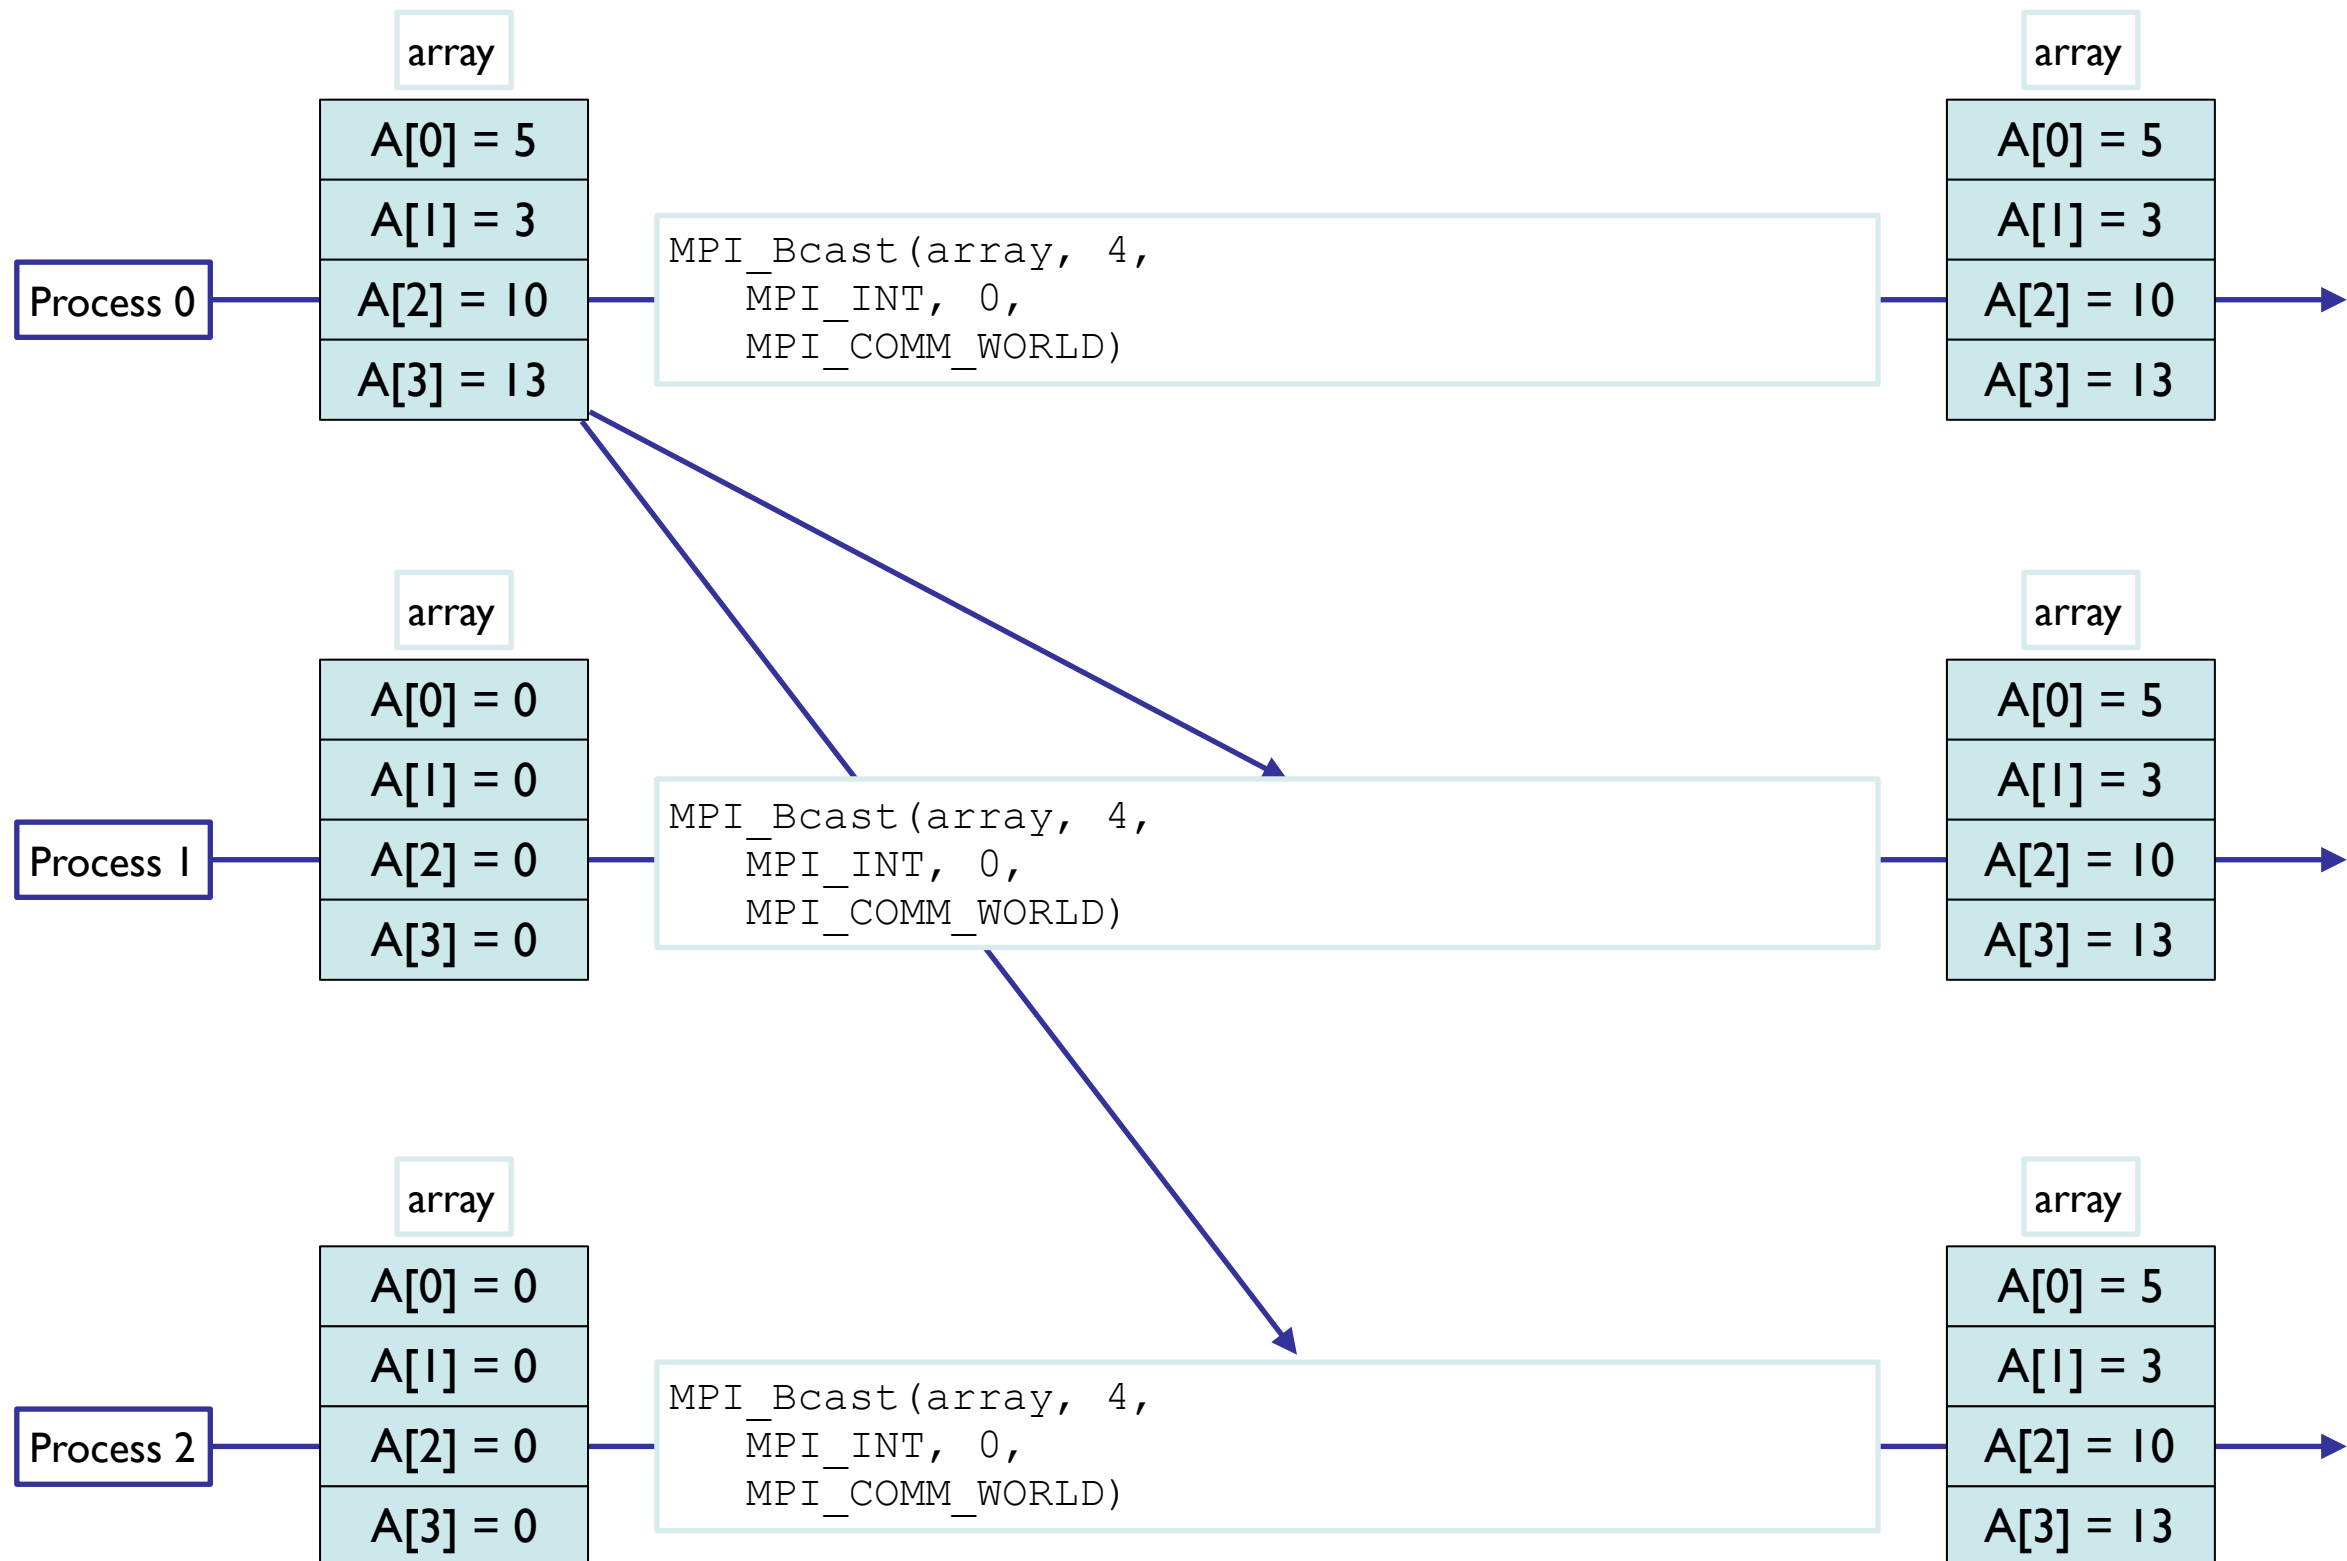 array
array
A[0] = 5
A[1] = 3
A[2] = 10
A[3] = 13
Process 0
MPI_Bcast(array, 4,
MPI_INT, 0,
MPI_COMM_WORLD)
A[0] = 5
A[1] = 3
A[2] = 10
A[3] = 13
array
array
A[0] = 0
A[1] = 0
A[2] = 0
A[3] = 0
Process 1
MPI_Bcast(array, 4,
MPI_INT, 0,
MPI_COMM_WORLD)
A[0] = 5
A[1] = 3
A[2] = 10
A[3] = 13
array
array
A[0] = 0
A[1] = 0
A[2] = 0
A[3] = 0
Process 2
MPI_Bcast(array, 4,
MPI_INT, 0,
MPI_COMM_WORLD)
A[0] = 5
A[1] = 3
A[2] = 10
A[3] = 13